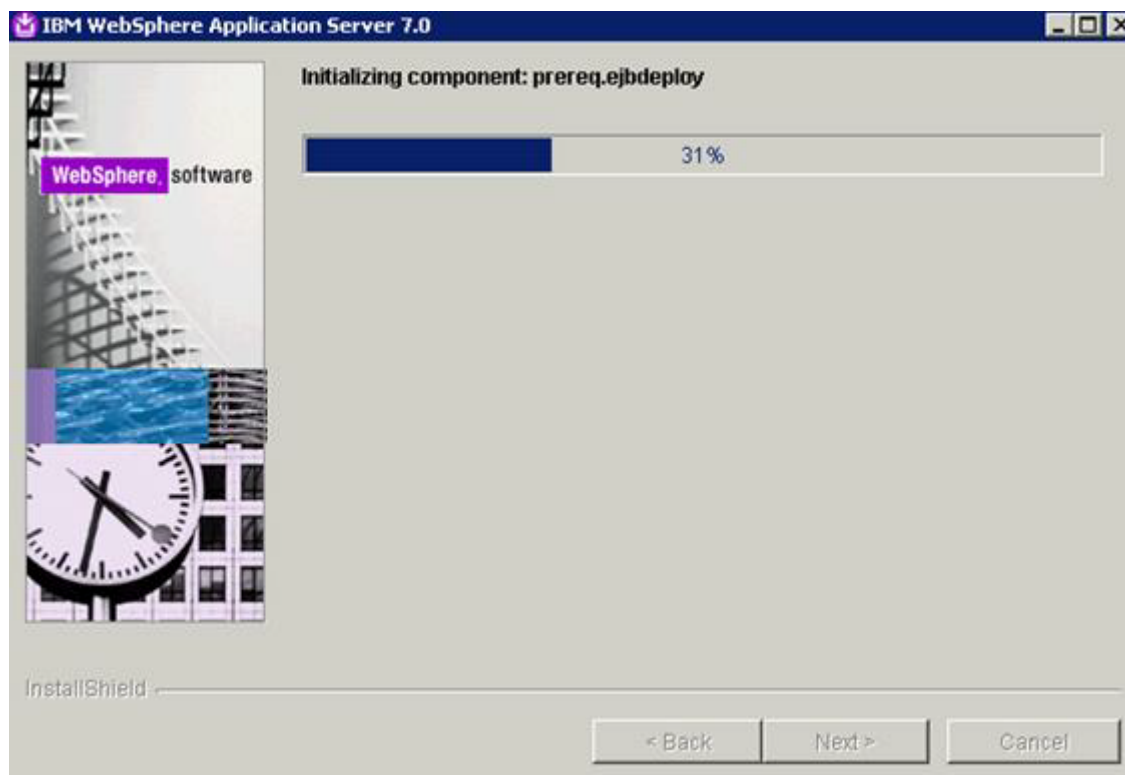 IBM WebSphere Application Server 7.0
Initializing component: prereq.ejbdeploy
31%
WebSphere. software
InstallShield
< Back
Next >
Cancel